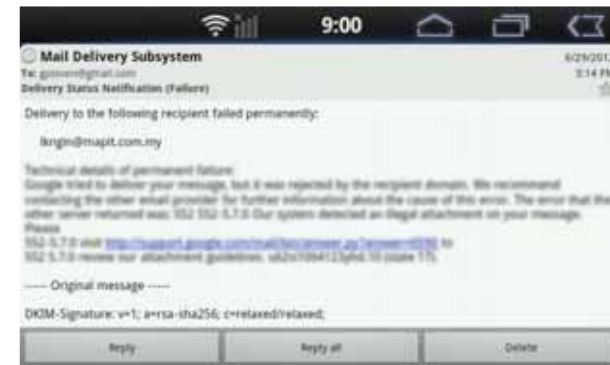 9:00
Mail Delivery Subsystem
6/29/201
To:
3:14 PM
Delivery Status Notification (Failure)
Delivery to the following recipient failed permanently:
lkngin@mapit.com.my
Technical details of permanent failure:
Google tried to deliver your message, but it was rejected by the recipient domain. We recommend
contacting the other email provider for further information about the cause of this error. The error that the
other server returned was: 552 552-5.7.0 Our system detected an illegal attachment on your message.
Please
552-5.7.0 visit http://support.google.com/mail/bin/answer.py?answer=6590 to
552 5.7.0 review our attachment guidelines.
----- Original message -----
DKIM-Signature: v=1; a=rsa-sha256; c=relaxed/relaxed;
Reply
Reply all
Delete